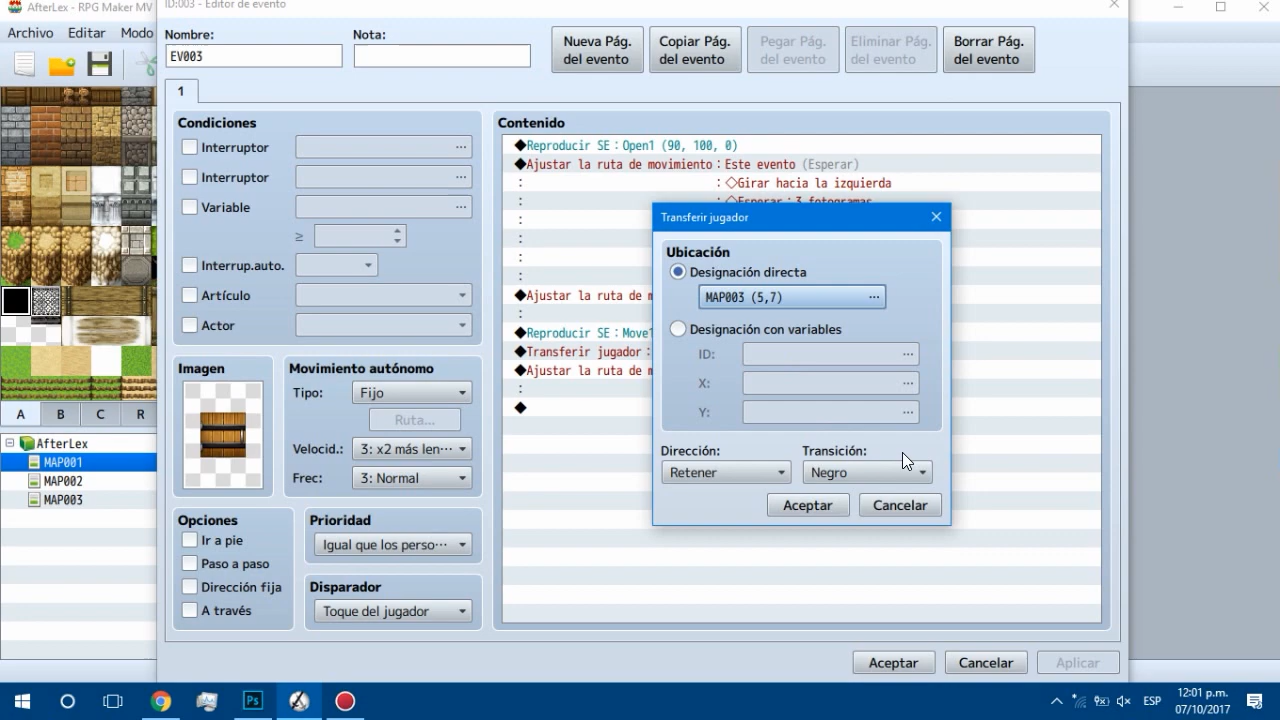 AfterLex - RPG Maker MV
ID:003 - Editor de evento
Archivo Editar Modo
Nombre:
EV003
Nota:
Nueva Pág. del evento
Copiar Pág. del evento
Pegar Pág. del evento
Eliminar Pág. del evento
Borrar Pág. del evento
1
Condiciones
Interruptor ...
Interruptor ...
Variable ...
≥
Interrup.auto.
Artículo
Actor
Imagen
Movimiento autónomo
Tipo: Fijo
Ruta...
Velocid.: 3: x2 más len...
Frec: 3: Normal
Opciones
Ir a pie
Paso a paso
Dirección fija
A través
Prioridad
Igual que los perso...
Disparador
Toque del jugador
Contenido
◆Reproducir SE：Open1 (90, 100, 0)
◆Ajustar la ruta de movimiento：Este evento (Esperar)
：　：◇Girar hacia la izquierda
：　：◇Esperar：3 fotogramas
：
：
：
：
◆Ajustar la ruta de m
：
◆Reproducir SE：Move1
◆Transferir jugador：
◆Ajustar la ruta de m
：
◆
Transferir jugador
Ubicación
Designación directa
MAP003 (5,7) ...
Designación con variables
ID: ...
X: ...
Y: ...
Dirección:
Retener
Transición:
Negro
Aceptar Cancelar
Aceptar Cancelar Aplicar
A B C R
AfterLex
MAP001
MAP002
MAP003
Ps
ESP
12:01 p.m.
07/10/2017